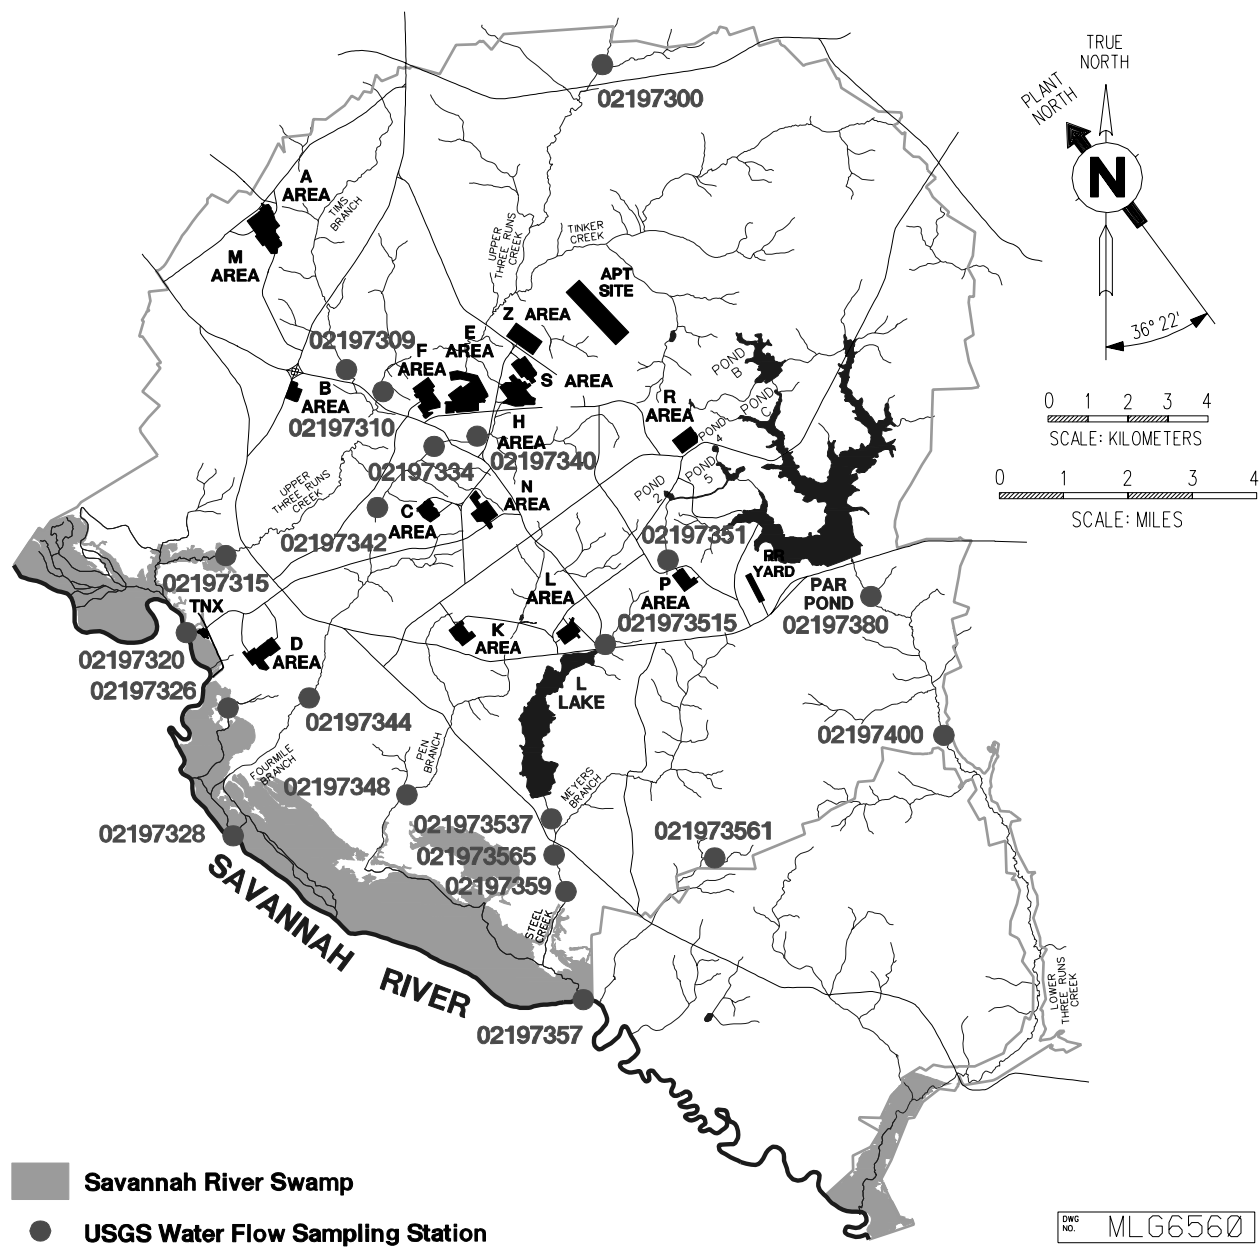 TRUE
NORTH
PLANT
NORTH
N
36° 22'
02197300
A
AREA
TIMS
BRANCH
M
AREA
UPPER
THREE RUNS
CREEK
TINKER
CREEK
APT
SITE
Z AREA
E
AREA
02197309
F
AREA
S AREA
B
AREA
02197310
H
AREA
R
AREA
POND
B
POND
C
POND
4
POND
5
POND
2
02197334
02197340
N
AREA
UPPER
THREE RUNS
CREEK
C
AREA
02197342
02197351
02197315
TNX
L
AREA
P
AREA
RR
YARD
PAR
POND
02197380
021973515
K
AREA
D
AREA
02197320
02197326
02197344
L
LAKE
02197400
FOURMILE
BRANCH
PEN
BRANCH
MEYERS
BRANCH
02197348
02197328
021973537
021973561
021973565
02197359
STEEL
CREEK
SAVANNAH RIVER
02197357
LOWER
THREE RUNS
CREEK
0 1 2 3 4
SCALE: KILOMETERS
0 1 2 3 4
SCALE: MILES
Savannah River Swamp
USGS Water Flow Sampling Station
DWG
NO.
MLG6560